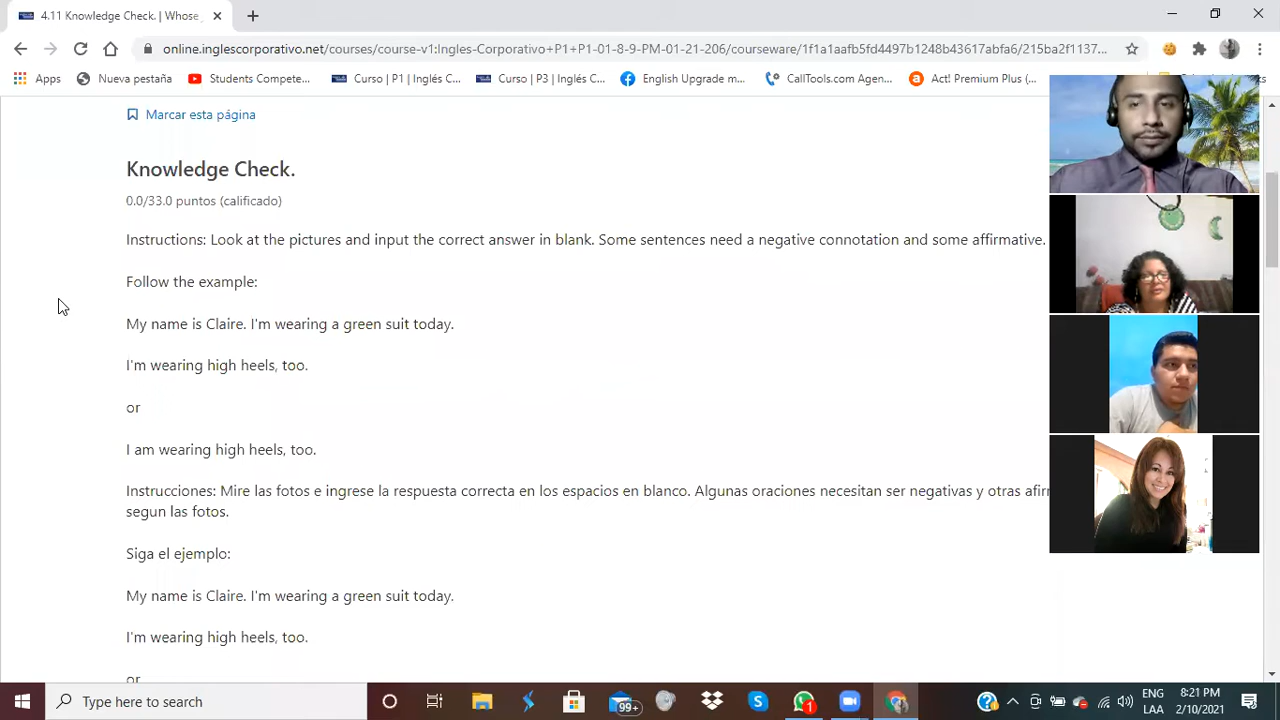 4.11 Knowledge Check. | Whose
online.inglescorporativo.net/courses/course-v1:Ingles-Corporativo+P1+P1-01-8-9-PM-01-21-206/courseware/1f1a1aafb5fd4497b1248b43617abfa6/215ba2f1137...
Apps Nueva pestaña Students Compete... Curso | P1 | Inglés C... Curso | P3 | Inglés C... English Upgrade m... CallTools.com Agen... Act! Premium Plus (...
Marcar esta página
Knowledge Check.
0.0/33.0 puntos (calificado)
Instructions: Look at the pictures and input the correct answer in blank. Some sentences need a negative connotation and some affirmative.
Follow the example:
My name is Claire. I'm wearing a green suit today.
I'm wearing high heels, too.
or
I am wearing high heels, too.
Instrucciones: Mire las fotos e ingrese la respuesta correcta en los espacios en blanco. Algunas oraciones necesitan ser negativas y otras afir
segun las fotos.
Siga el ejemplo:
My name is Claire. I'm wearing a green suit today.
I'm wearing high heels, too.
or
Type here to search
99+
1
ENG
LAA
8:21 PM
2/10/2021